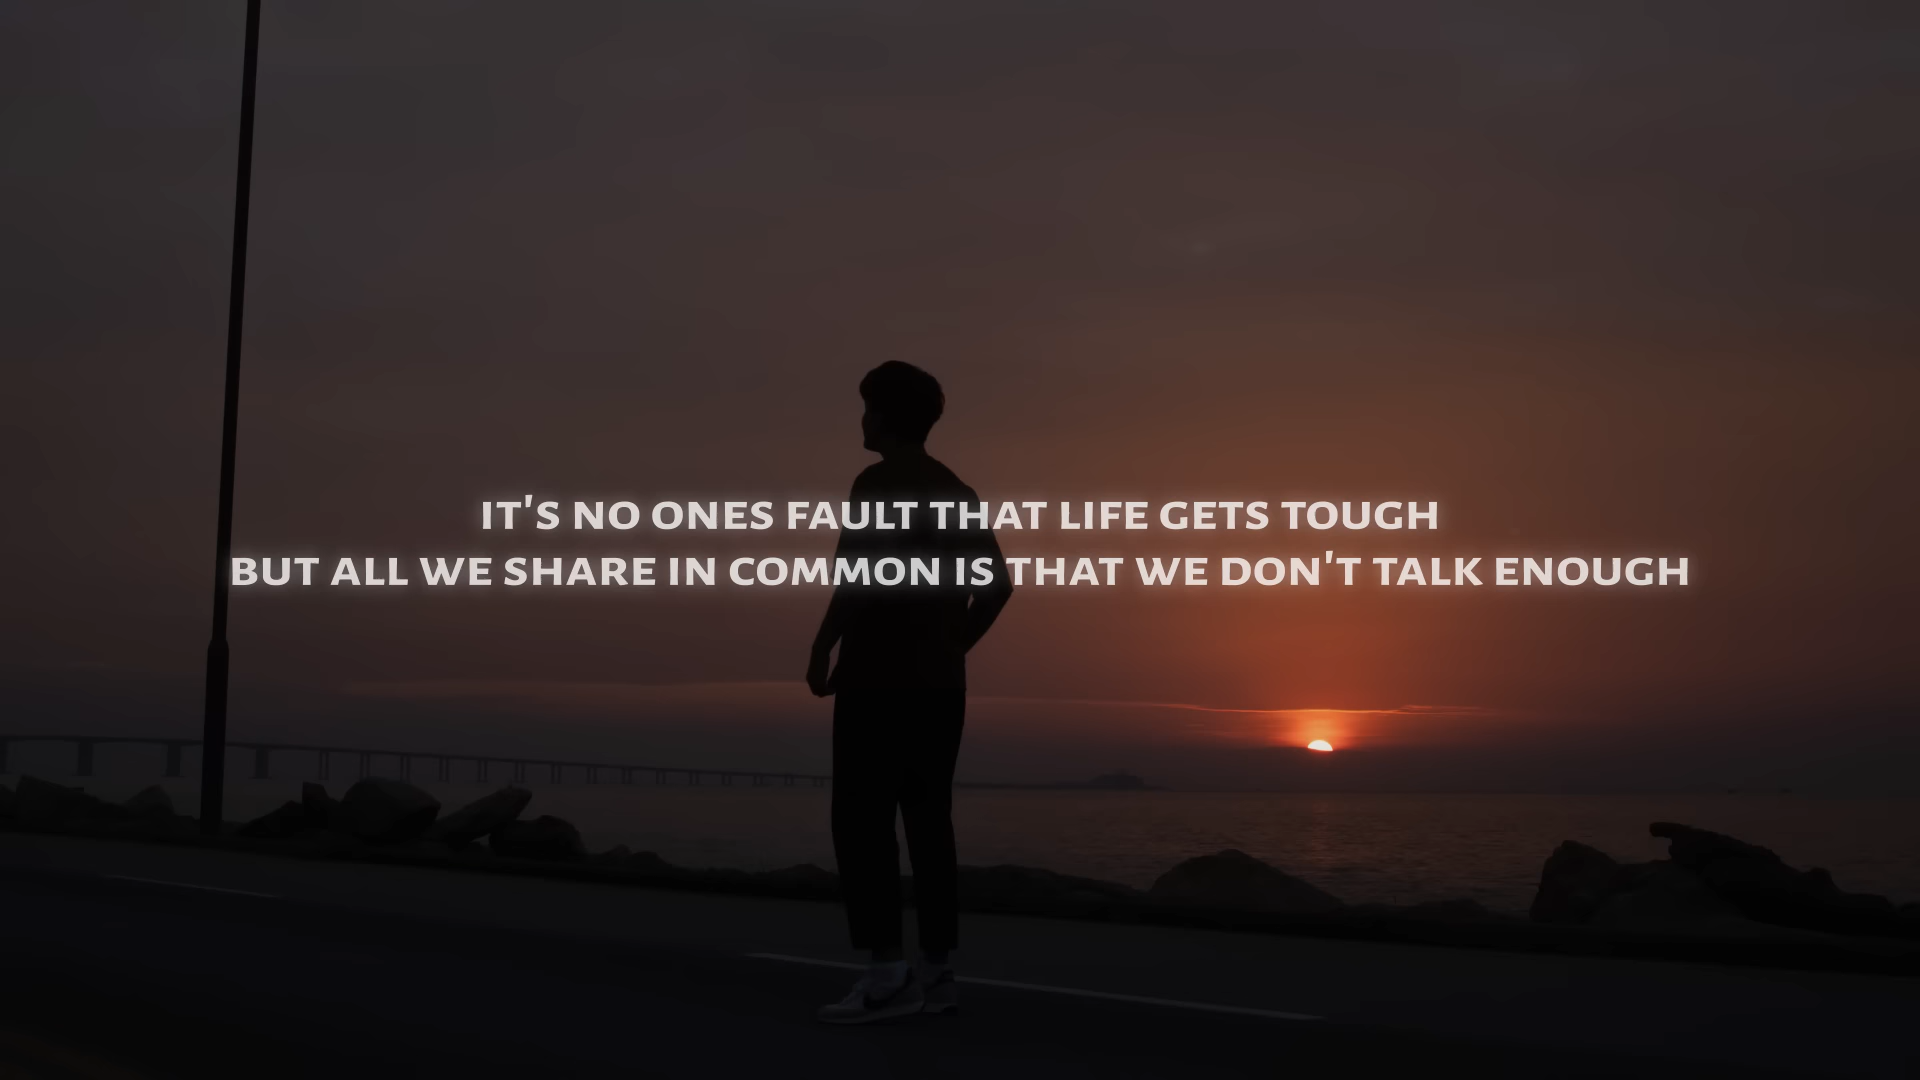 IT'S NO ONES FAULT THAT LIFE GETS TOUGH
BUT ALL WE SHARE IN COMMON IS THAT WE DON'T TALK ENOUGH